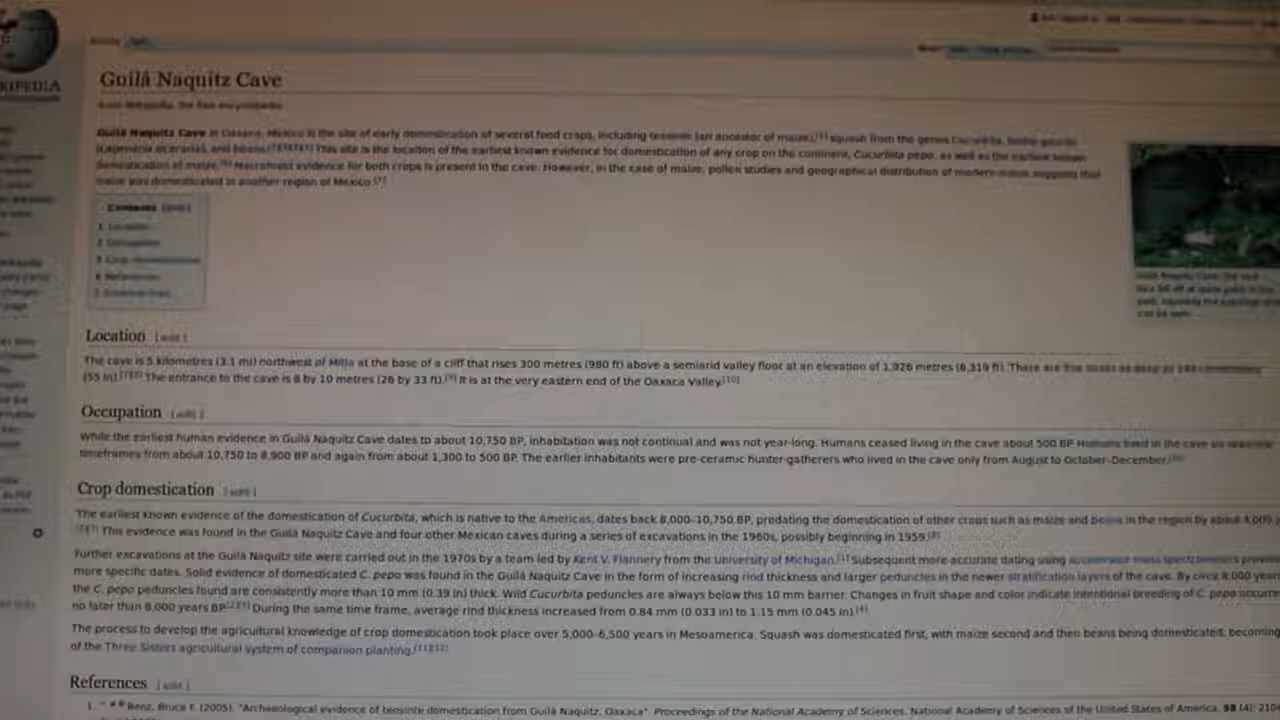 KIPEDIA
Guilá Naquitz Cave
from Wikipedia, the free encyclopedia
Guilá Naquitz Cave in Oaxaca, Mexico is the site of early domestication of several food crops, including teosinte (an ancestor of maize),[1] squash from the genus Cucurbita, bottle gourds
(Lagenaria siceraria), and beans. This site is the location of the earliest known evidence for domestication of any crop on the continent, Cucurbita pepo, as well as the earliest known
domestication of maize. Macrofossil evidence for both crops is present in the cave. However, in the case of maize, pollen studies and geographical distribution of modern maize suggests that
maize was domesticated in another region of Mexico.
Contents [hide]
1 Location
2 Occupation
3 Crop domestication
4 References
5 External links
Location [edit]
The cave is 5 kilometres (3.1 mi) northwest of Mitla at the base of a cliff that rises 300 metres (980 ft) above a semiarid valley floor at an elevation of 1,926 metres (6,319 ft). There are five
(55 in). The entrance to the cave is 8 by 10 metres (26 by 33 ft). It is at the very eastern end of the Oaxaca Valley.[10]
Occupation [edit]
While the earliest human evidence in Guilá Naquitz Cave dates to about 10,750 BP, inhabitation was not continual and was not year-long. Humans ceased living in the cave about 500 BP. Humans lived in the cave
timeframes from about 10,750 to 8,900 BP and again from about 1,300 to 500 BP. The earlier inhabitants were pre-ceramic hunter-gatherers who lived in the cave only from August to October-December.
Crop domestication [edit]
The earliest known evidence of the domestication of Cucurbita, which is native to the Americas, dates back 8,000–10,750 BP, predating the domestication of other crops such as maize and beans in the region by about 4,000
This evidence was found in the Guilá Naquitz Cave and four other Mexican caves during a series of excavations in the 1960s, possibly beginning in 1959.
Further excavations at the Guilá Naquitz site were carried out in the 1970s by a team led by Kent V. Flannery from the University of Michigan. Subsequent more accurate dating using accelerator mass spectrometers
more specific dates. Solid evidence of domesticated C. pepo was found in the Guilá Naquitz Cave in the form of increasing rind thickness and larger peduncles in the newer stratification layers of the cave. By circa 8,000 year
the C. pepo peduncles found are consistently more than 10 mm (0.39 in) thick. Wild Cucurbita peduncles are always below this 10 mm barrier. Changes in fruit shape and color indicate intentional breeding of C. pepo occurre
no later than 8,000 years BP. During the same time frame, average rind thickness increased from 0.84 mm (0.033 in) to 1.15 mm (0.045 in).[4]
The process to develop the agricultural knowledge of crop domestication took place over 5,000–6,500 years in Mesoamerica. Squash was domesticated first, with maize second and then beans being domesticated, becoming
of the Three Sisters agricultural system of companion planting.[11][12]
References [edit]
1. Benz, Bruce F. (2005). "Archaeological evidence of teosinte domestication from Guilá Naquitz, Oaxaca". Proceedings of the National Academy of Sciences. National Academy of Sciences of the United States of America. 98 (4): 210